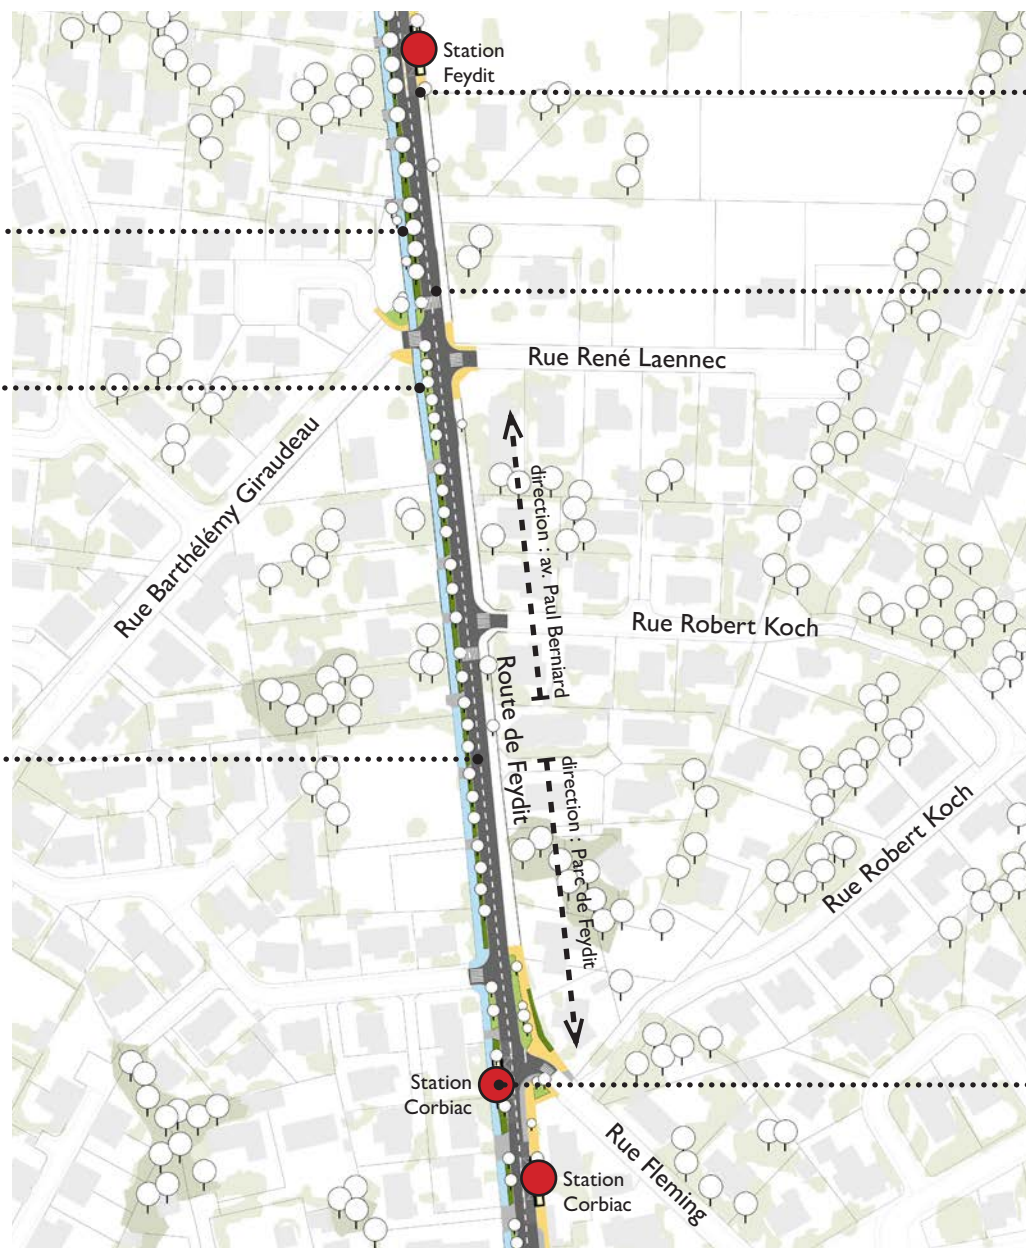 Station
Feydit
Rue René Laennec
Rue Barthélémy Giraudeau
direction : av. Paul Berniard
Rue Robert Koch
Route de Feydit
direction : Parc de Feydit
Rue Robert Koch
Station
Corbiac
Rue Fleming
Station
Corbiac